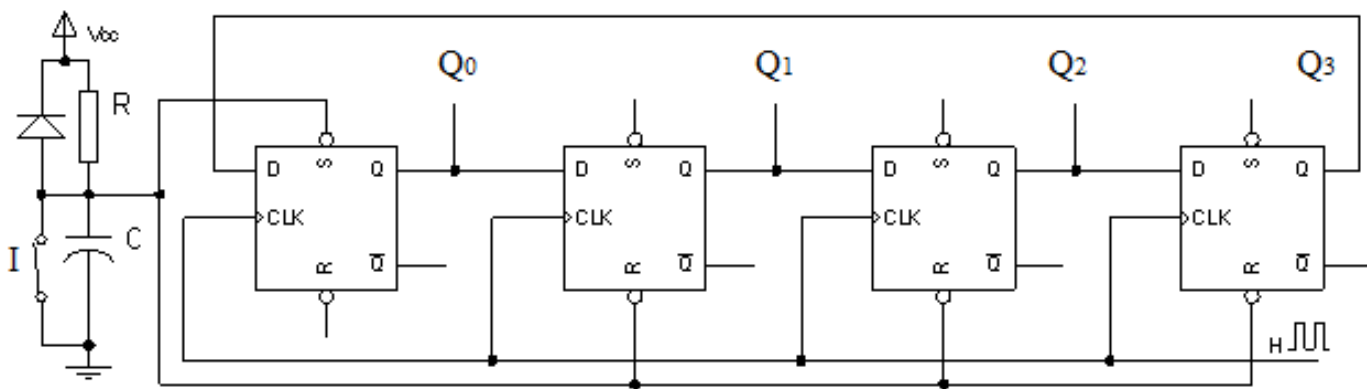 Vcc
Q0 Q1 Q2 Q3
R
S S S S
D Q D Q D Q D Q
CLK CLK CLK CLK
I C
R Q̅ R Q̅ R Q̅ R Q̅
H